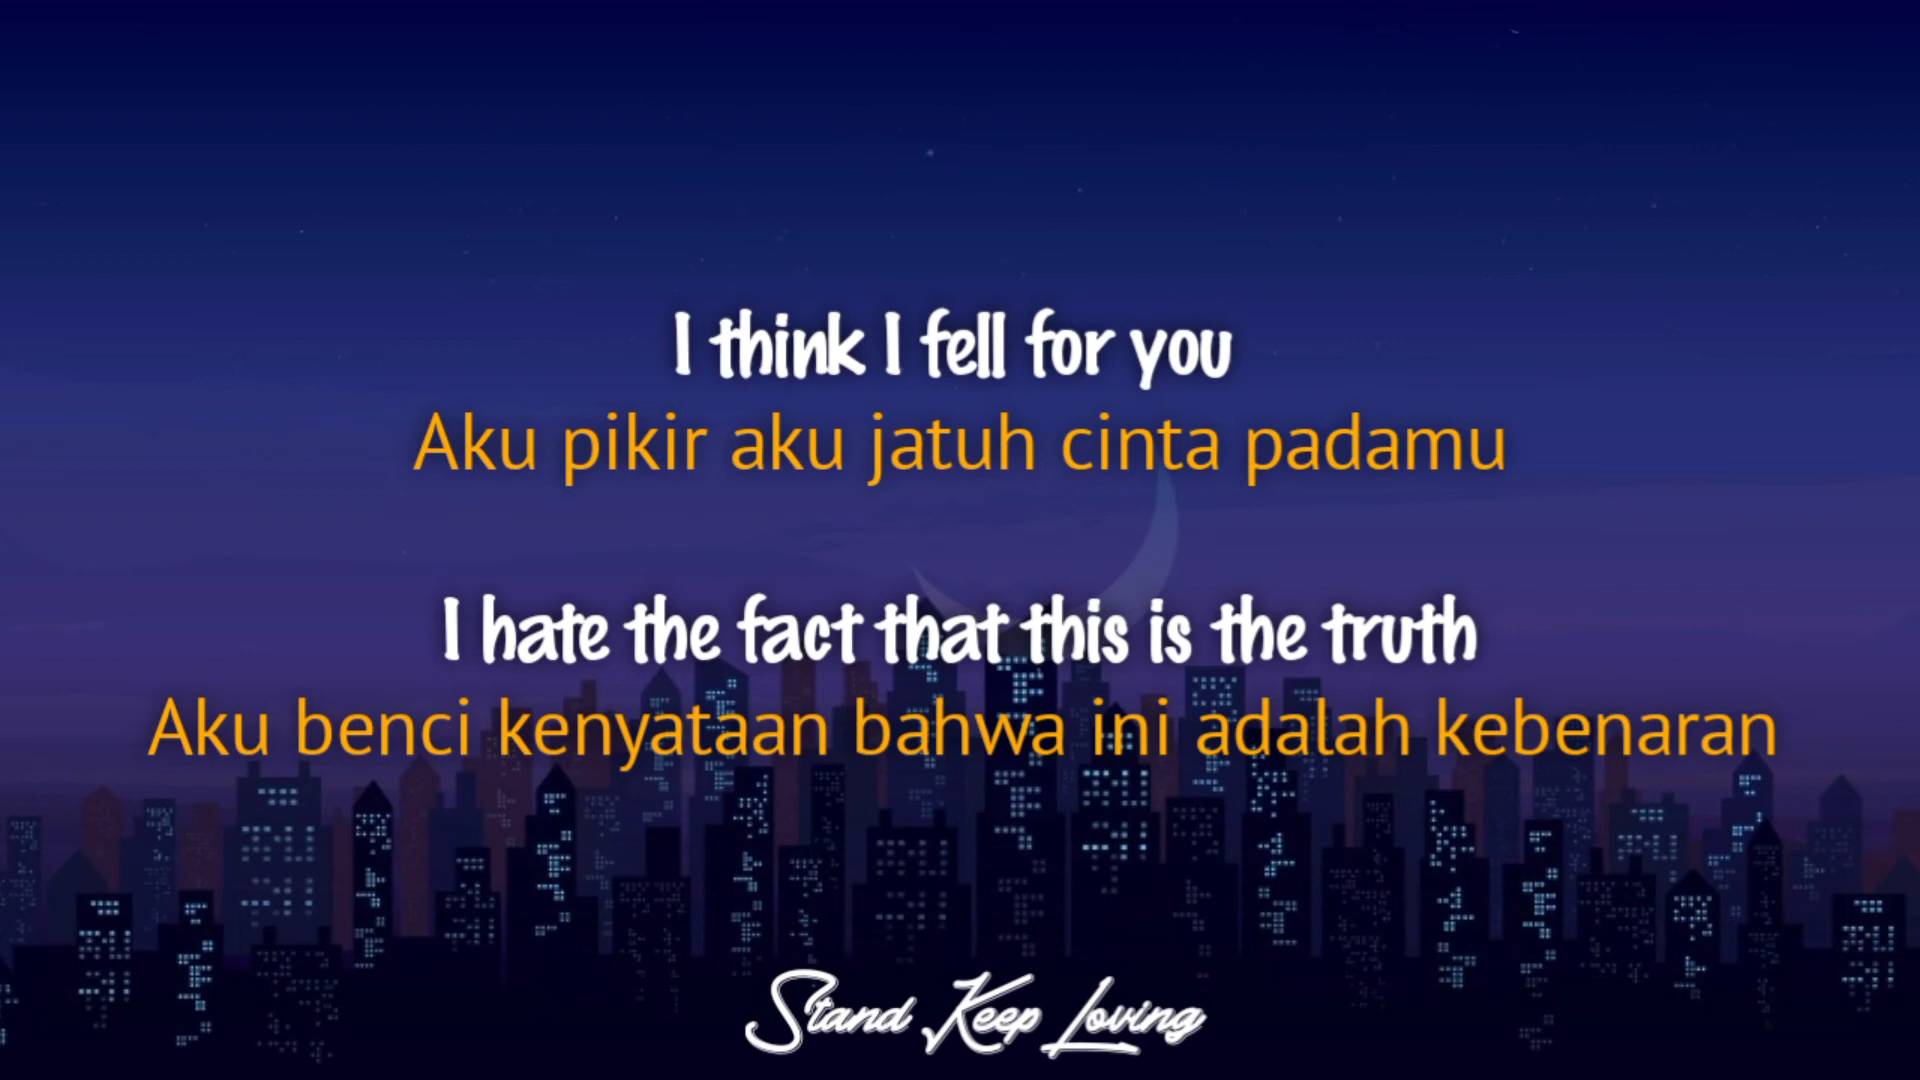 I think I fell for you
Aku pikir aku jatuh cinta padamu
I hate the fact that this is the truth
Aku benci kenyataan bahwa ini adalah kebenaran
Stand Keep Loving